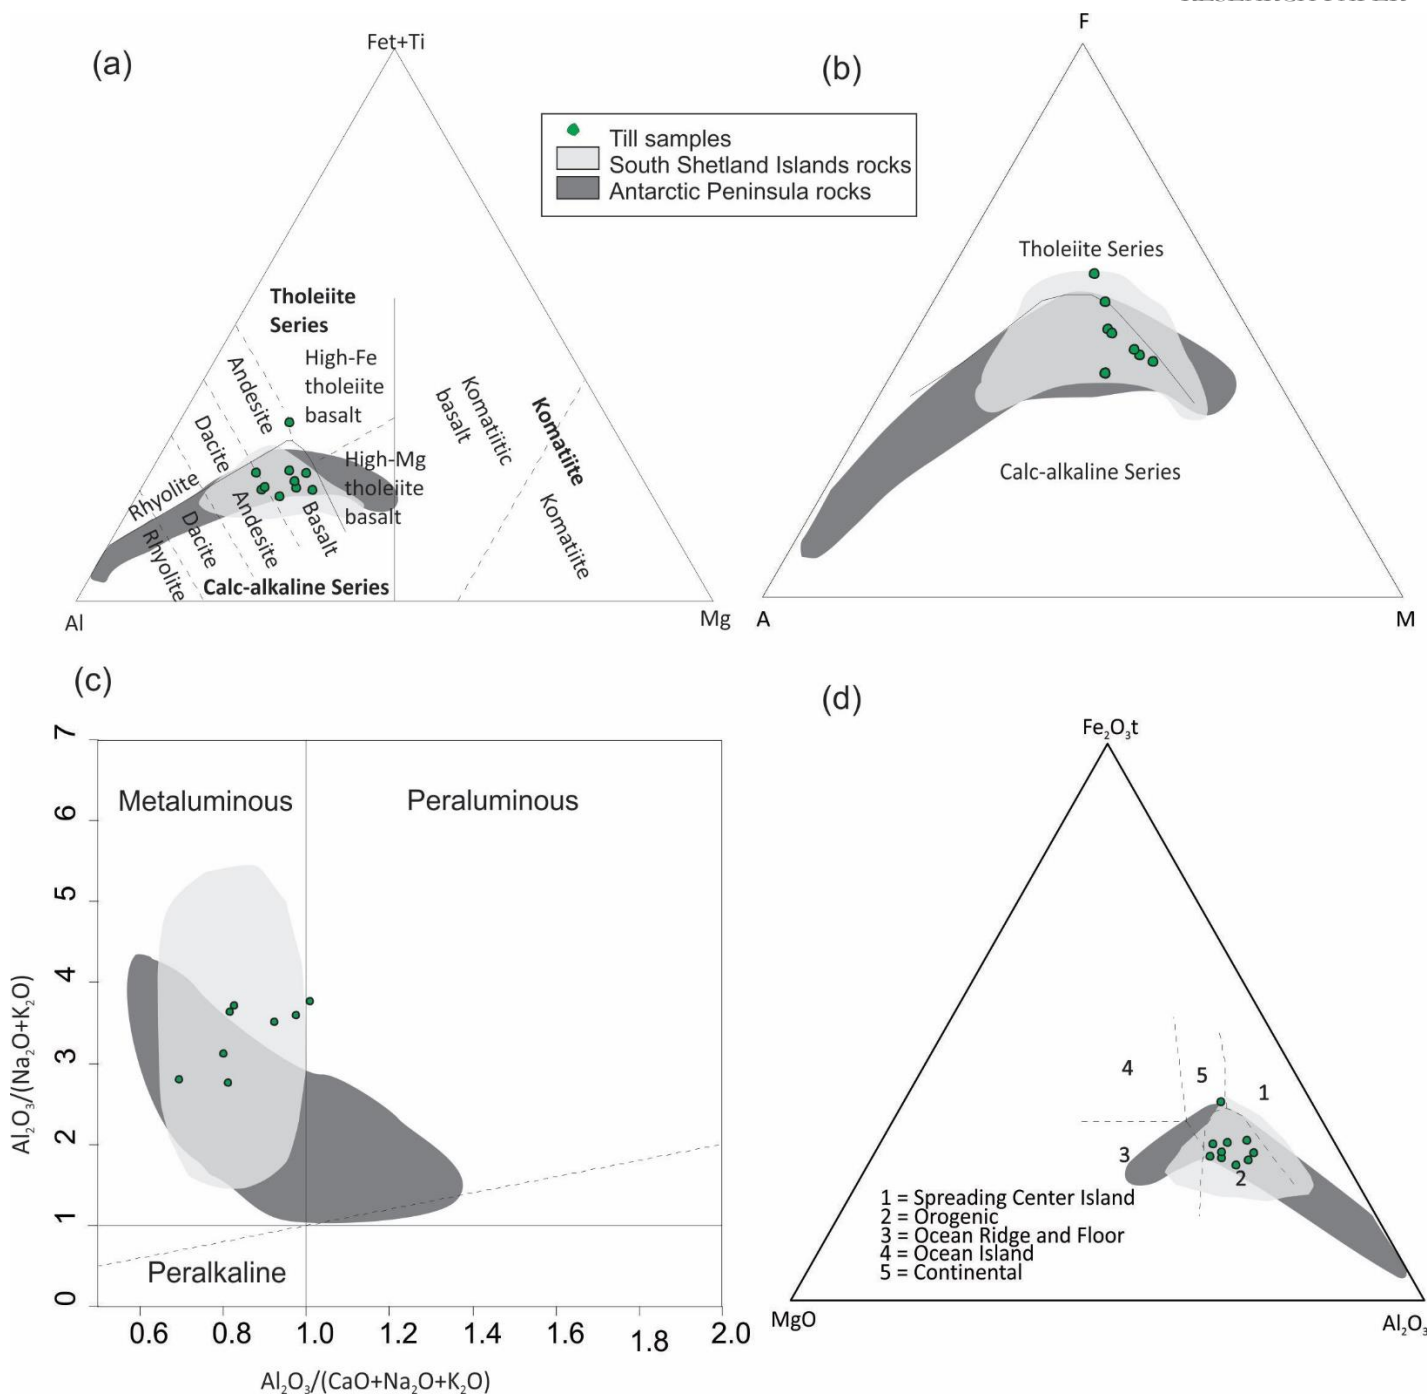 (a)
Fet+Ti
Tholeiite
Series
High-Fe
tholeiite
basalt
Andesite
Dacite
Rhyolite
High-Mg
tholeiite
basalt
Rhyolite
Dacite
Andesite
Basalt
Komatiitic
basalt
Komatiite
Komatiite
Calc-alkaline Series
Al
Mg
Till samples
South Shetland Islands rocks
Antarctic Peninsula rocks
(b)
F
Tholeiite Series
Calc-alkaline Series
A
M
(c)
7
6
5
4
3
2
1
0
Al₂O₃/(Na₂O+K₂O)
Metaluminous
Peraluminous
Peralkaline
0.6
0.8
1.0
1.2
1.4
1.6
1.8
2.0
Al₂O₃/(CaO+Na₂O+K₂O)
(d)
Fe₂O₃t
4
5
1
3
2
1 = Spreading Center Island
2 = Orogenic
3 = Ocean Ridge and Floor
4 = Ocean Island
5 = Continental
MgO
Al₂O₃